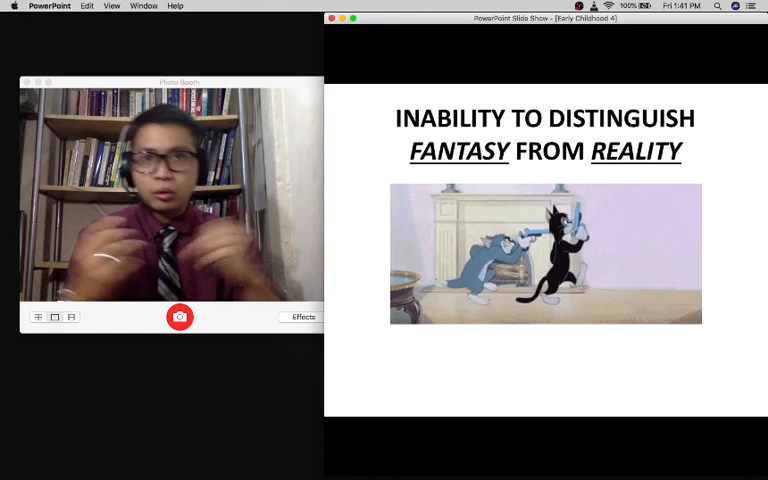 PowerPoint Edit View Window Help
100% Fri 1:41 PM
PowerPoint Slide Show - [Early Childhood 4]
Photo Booth
INABILITY TO DISTINGUISH
FANTASY FROM REALITY
Effects